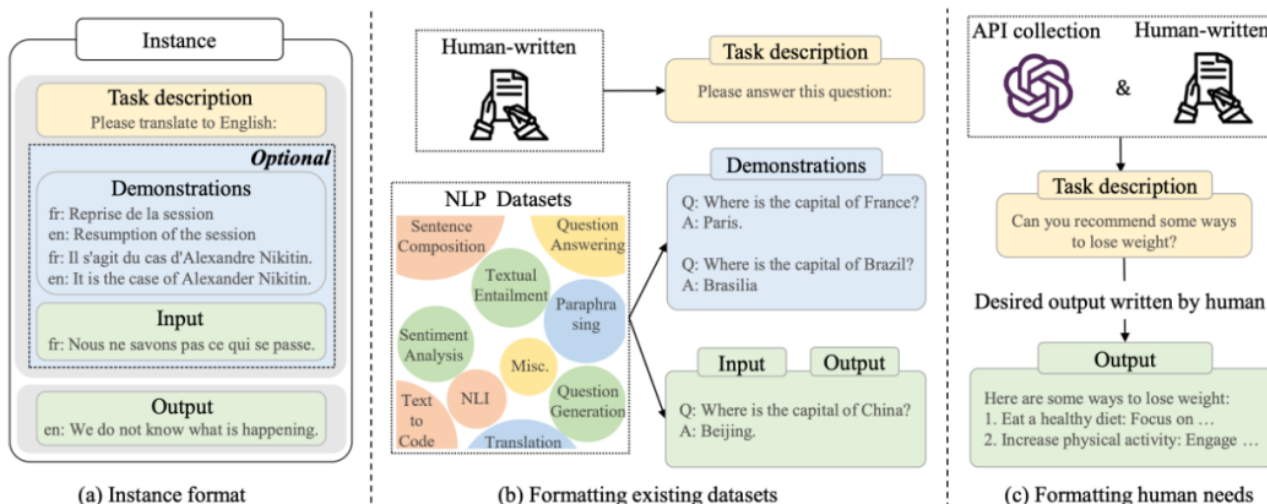 Instance
Task description
Please translate to English:
Optional
Demonstrations
fr: Reprise de la session
en: Resumption of the session
fr: Il s'agit du cas d'Alexandre Nikitin.
en: It is the case of Alexander Nikitin.
Input
fr: Nous ne savons pas ce qui se passe.
Output
en: We do not know what is happening.
(a) Instance format
Human-written
Task description
Please answer this question:
NLP Datasets
Sentence
Composition
Question
Answering
Textual
Entailment
Paraphra
sing
Sentiment
Analysis
Misc.
NLI
Question
Generation
Text
to
Code
Translation
Demonstrations
Q: Where is the capital of France?
A: Paris.
Q: Where is the capital of Brazil?
A: Brasilia
Input
Output
Q: Where is the capital of China?
A: Beijing.
(b) Formatting existing datasets
API collection
Human-written
&
Task description
Can you recommend some ways
to lose weight?
Desired output written by human
Output
Here are some ways to lose weight:
1. Eat a healthy diet: Focus on …
2. Increase physical activity: Engage …
(c) Formatting human needs